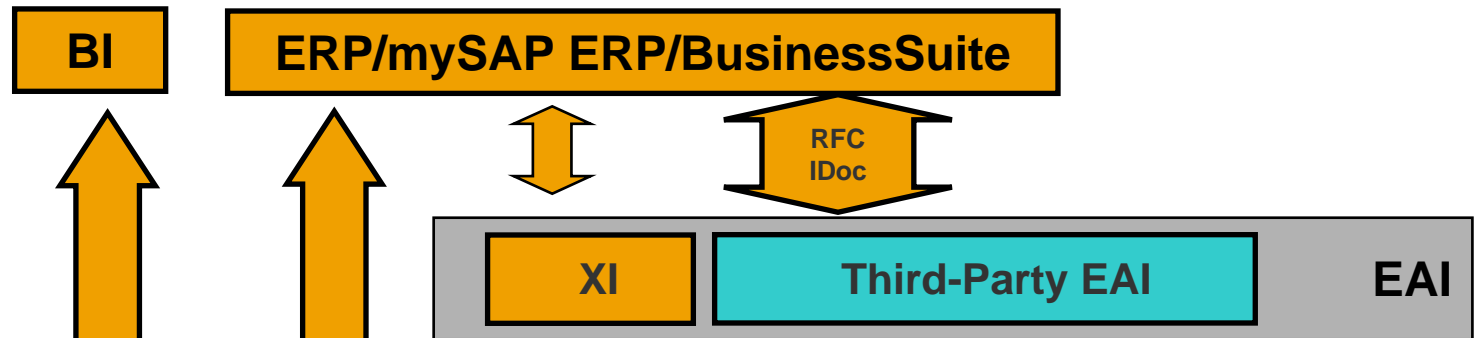 BI
ERP/mySAP ERP/BusinessSuite
RFC
IDoc
XI
Third-Party EAI
EAI